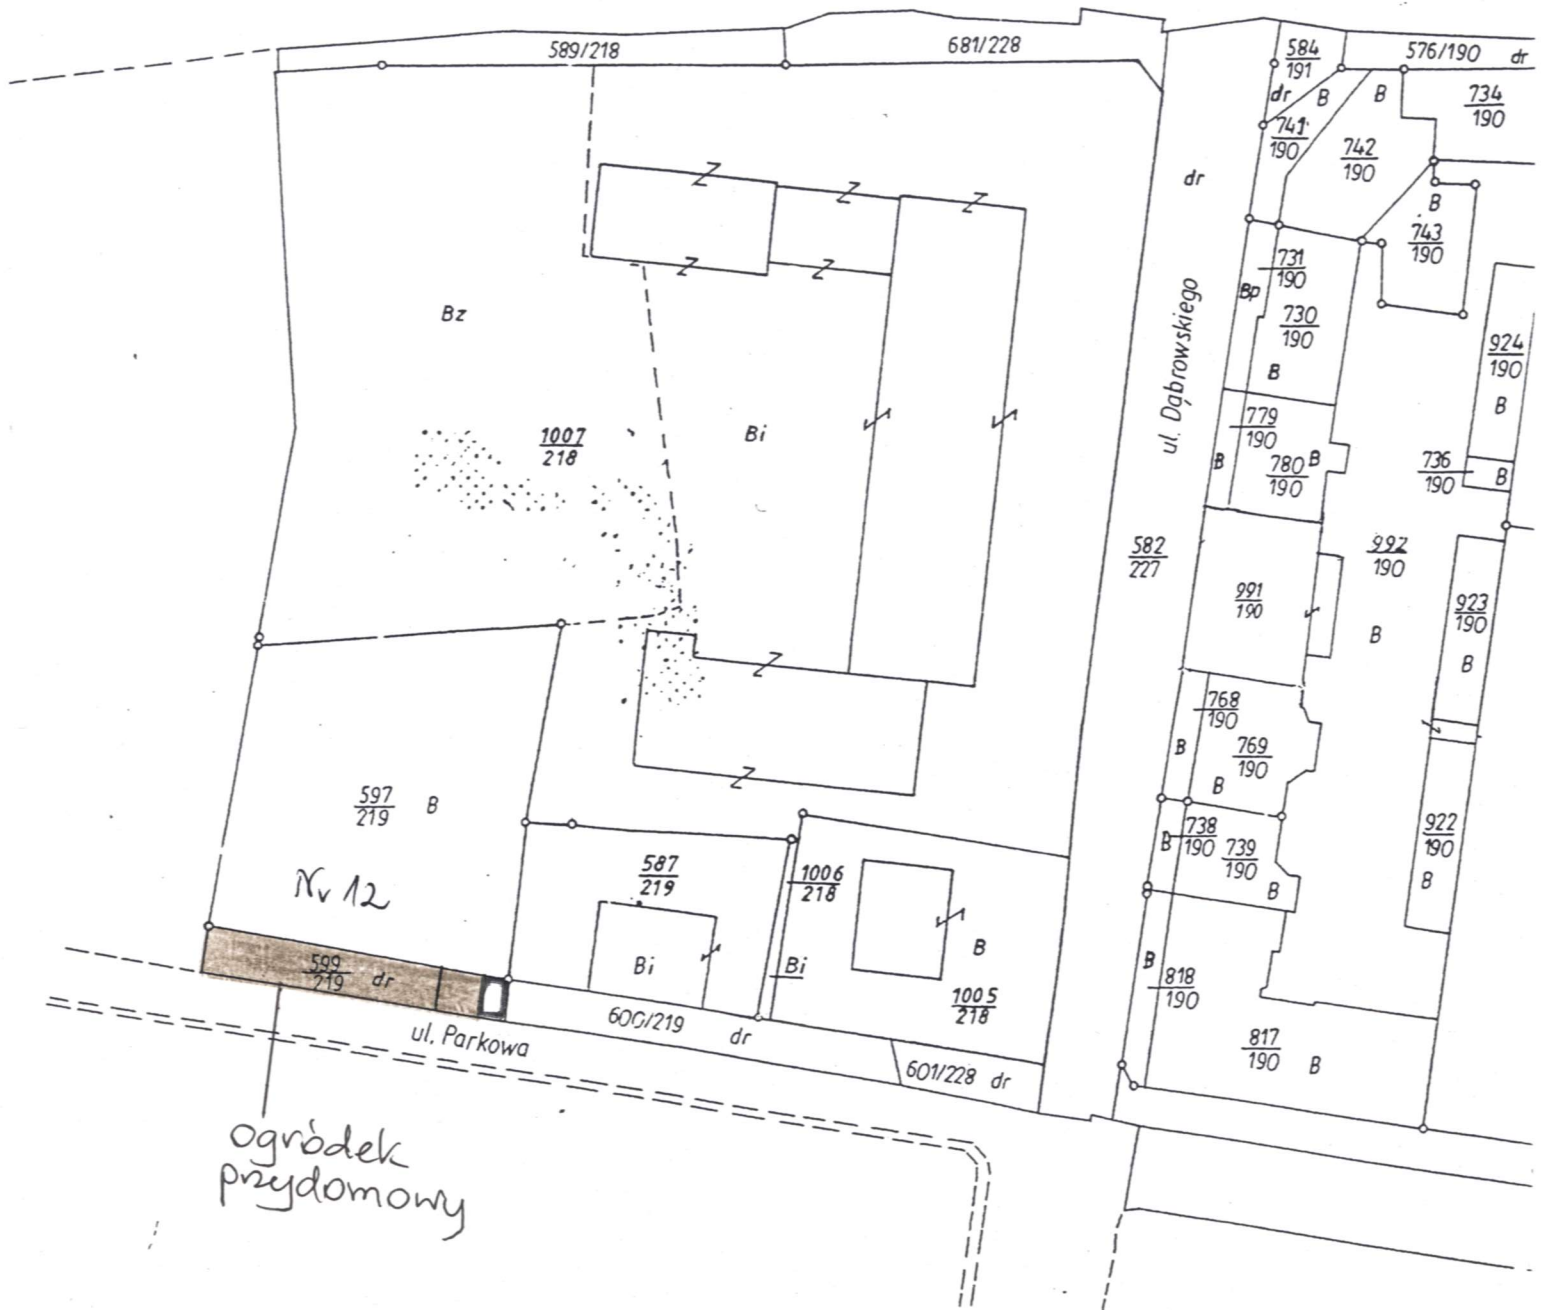 589/218
681/228
584
191
576/190 dr
dr
B
B
734
190
741
190
742
190
dr
B
743
190
731
190
Bp
730
190
B
Bz
ul. Dąbrowskiego
924
190
B
1007
218
Bi
779
190
B
780
190
B
736
190
B
582
227
992
190
991
190
923
190
B
B
768
190
B
769
190
B
597
219
B
738
190
B
739
190
B
922
190
B
587
219
1006
218
Nr 12
B
Bi
Bi
599
219
dr
1005
218
B
818
190
600/219
dr
ul. Parkowa
817
190
B
601/228 dr
ogródek
przydomowy